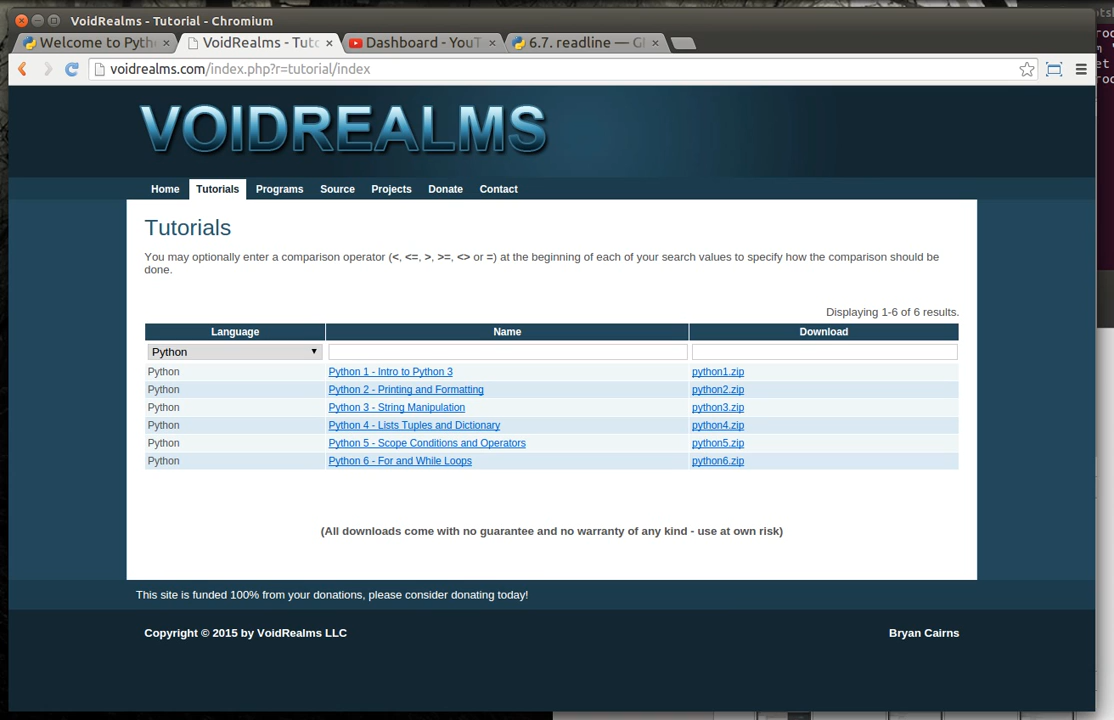 VoidRealms - Tutorial - Chromium
Welcome to Pyth
VoidRealms - Tuto
Dashboard - YouT
6.7. readline — G
voidrealms.com/index.php?r=tutorial/index
VOIDREALMS
Home Tutorials Programs Source Projects Donate Contact
Tutorials
You may optionally enter a comparison operator (<, <=, >, >=, <> or =) at the beginning of each of your search values to specify how the comparison should be
done.
Displaying 1-6 of 6 results.
Language Name Download
Python
Python Python 1 - Intro to Python 3 python1.zip
Python Python 2 - Printing and Formatting python2.zip
Python Python 3 - String Manipulation python3.zip
Python Python 4 - Lists Tuples and Dictionary python4.zip
Python Python 5 - Scope Conditions and Operators python5.zip
Python Python 6 - For and While Loops python6.zip
(All downloads come with no guarantee and no warranty of any kind - use at own risk)
This site is funded 100% from your donations, please consider donating today!
Copyright © 2015 by VoidRealms LLC Bryan Cairns